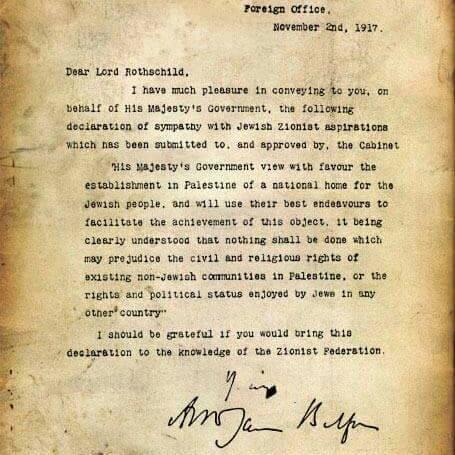 Foreign Office,
November 2nd, 1917.
Dear Lord Rothschild,
I have much pleasure in conveying to you, on
behalf of His Majesty's Government, the following
declaration of sympathy with Jewish Zionist aspirations
which has been submitted to, and approved by, the Cabinet
"His Majesty's Government view with favour the
establishment in Palestine of a national home for the
Jewish people, and will use their best endeavours to
facilitate the achievement of this object, it being
clearly understood that nothing shall be done which
may prejudice the civil and religious rights of
existing non-Jewish communities in Palestine, or the
rights and political status enjoyed by Jews in any
other country"
I should be grateful if you would bring this
declaration to the knowledge of the Zionist Federation.
Arthur James Balfour